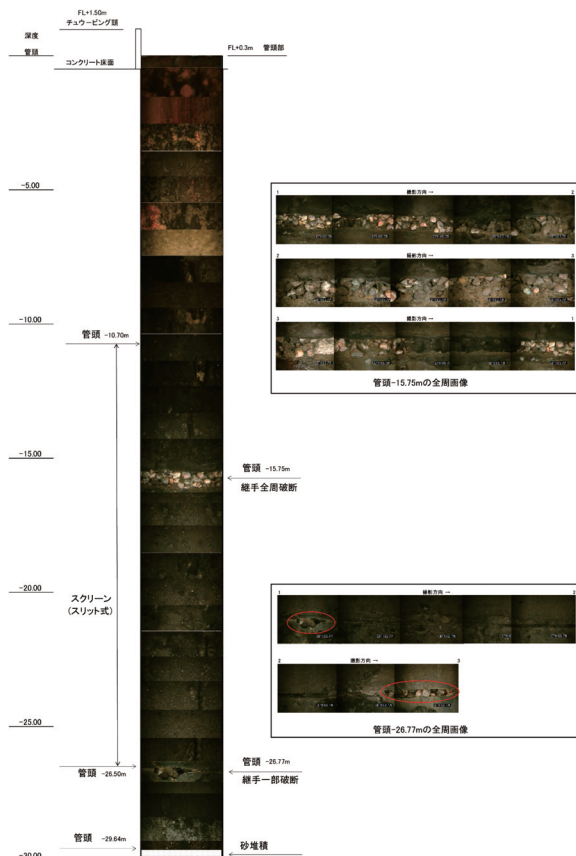 FL+1.50m
チュウービング頭
深度
管頭
FL+0.3m 管頭部
コンクリート床面
-5.00
-10.00
管頭 -10.70m
-15.00
管頭 -15.75m
継手全周破断
-20.00
スクリーン
(スリット式)
-25.00
管頭 -26.50m
管頭 -26.77m
継手一部破断
管頭 -29.64m
砂堆積
-30.00
1 撮影方向 → 2
2 撮影方向 → 3
3 撮影方向 → 1
管頭-15.75mの全周画像
1 撮影方向 → 2
2 撮影方向 → 3
管頭-26.77mの全周画像